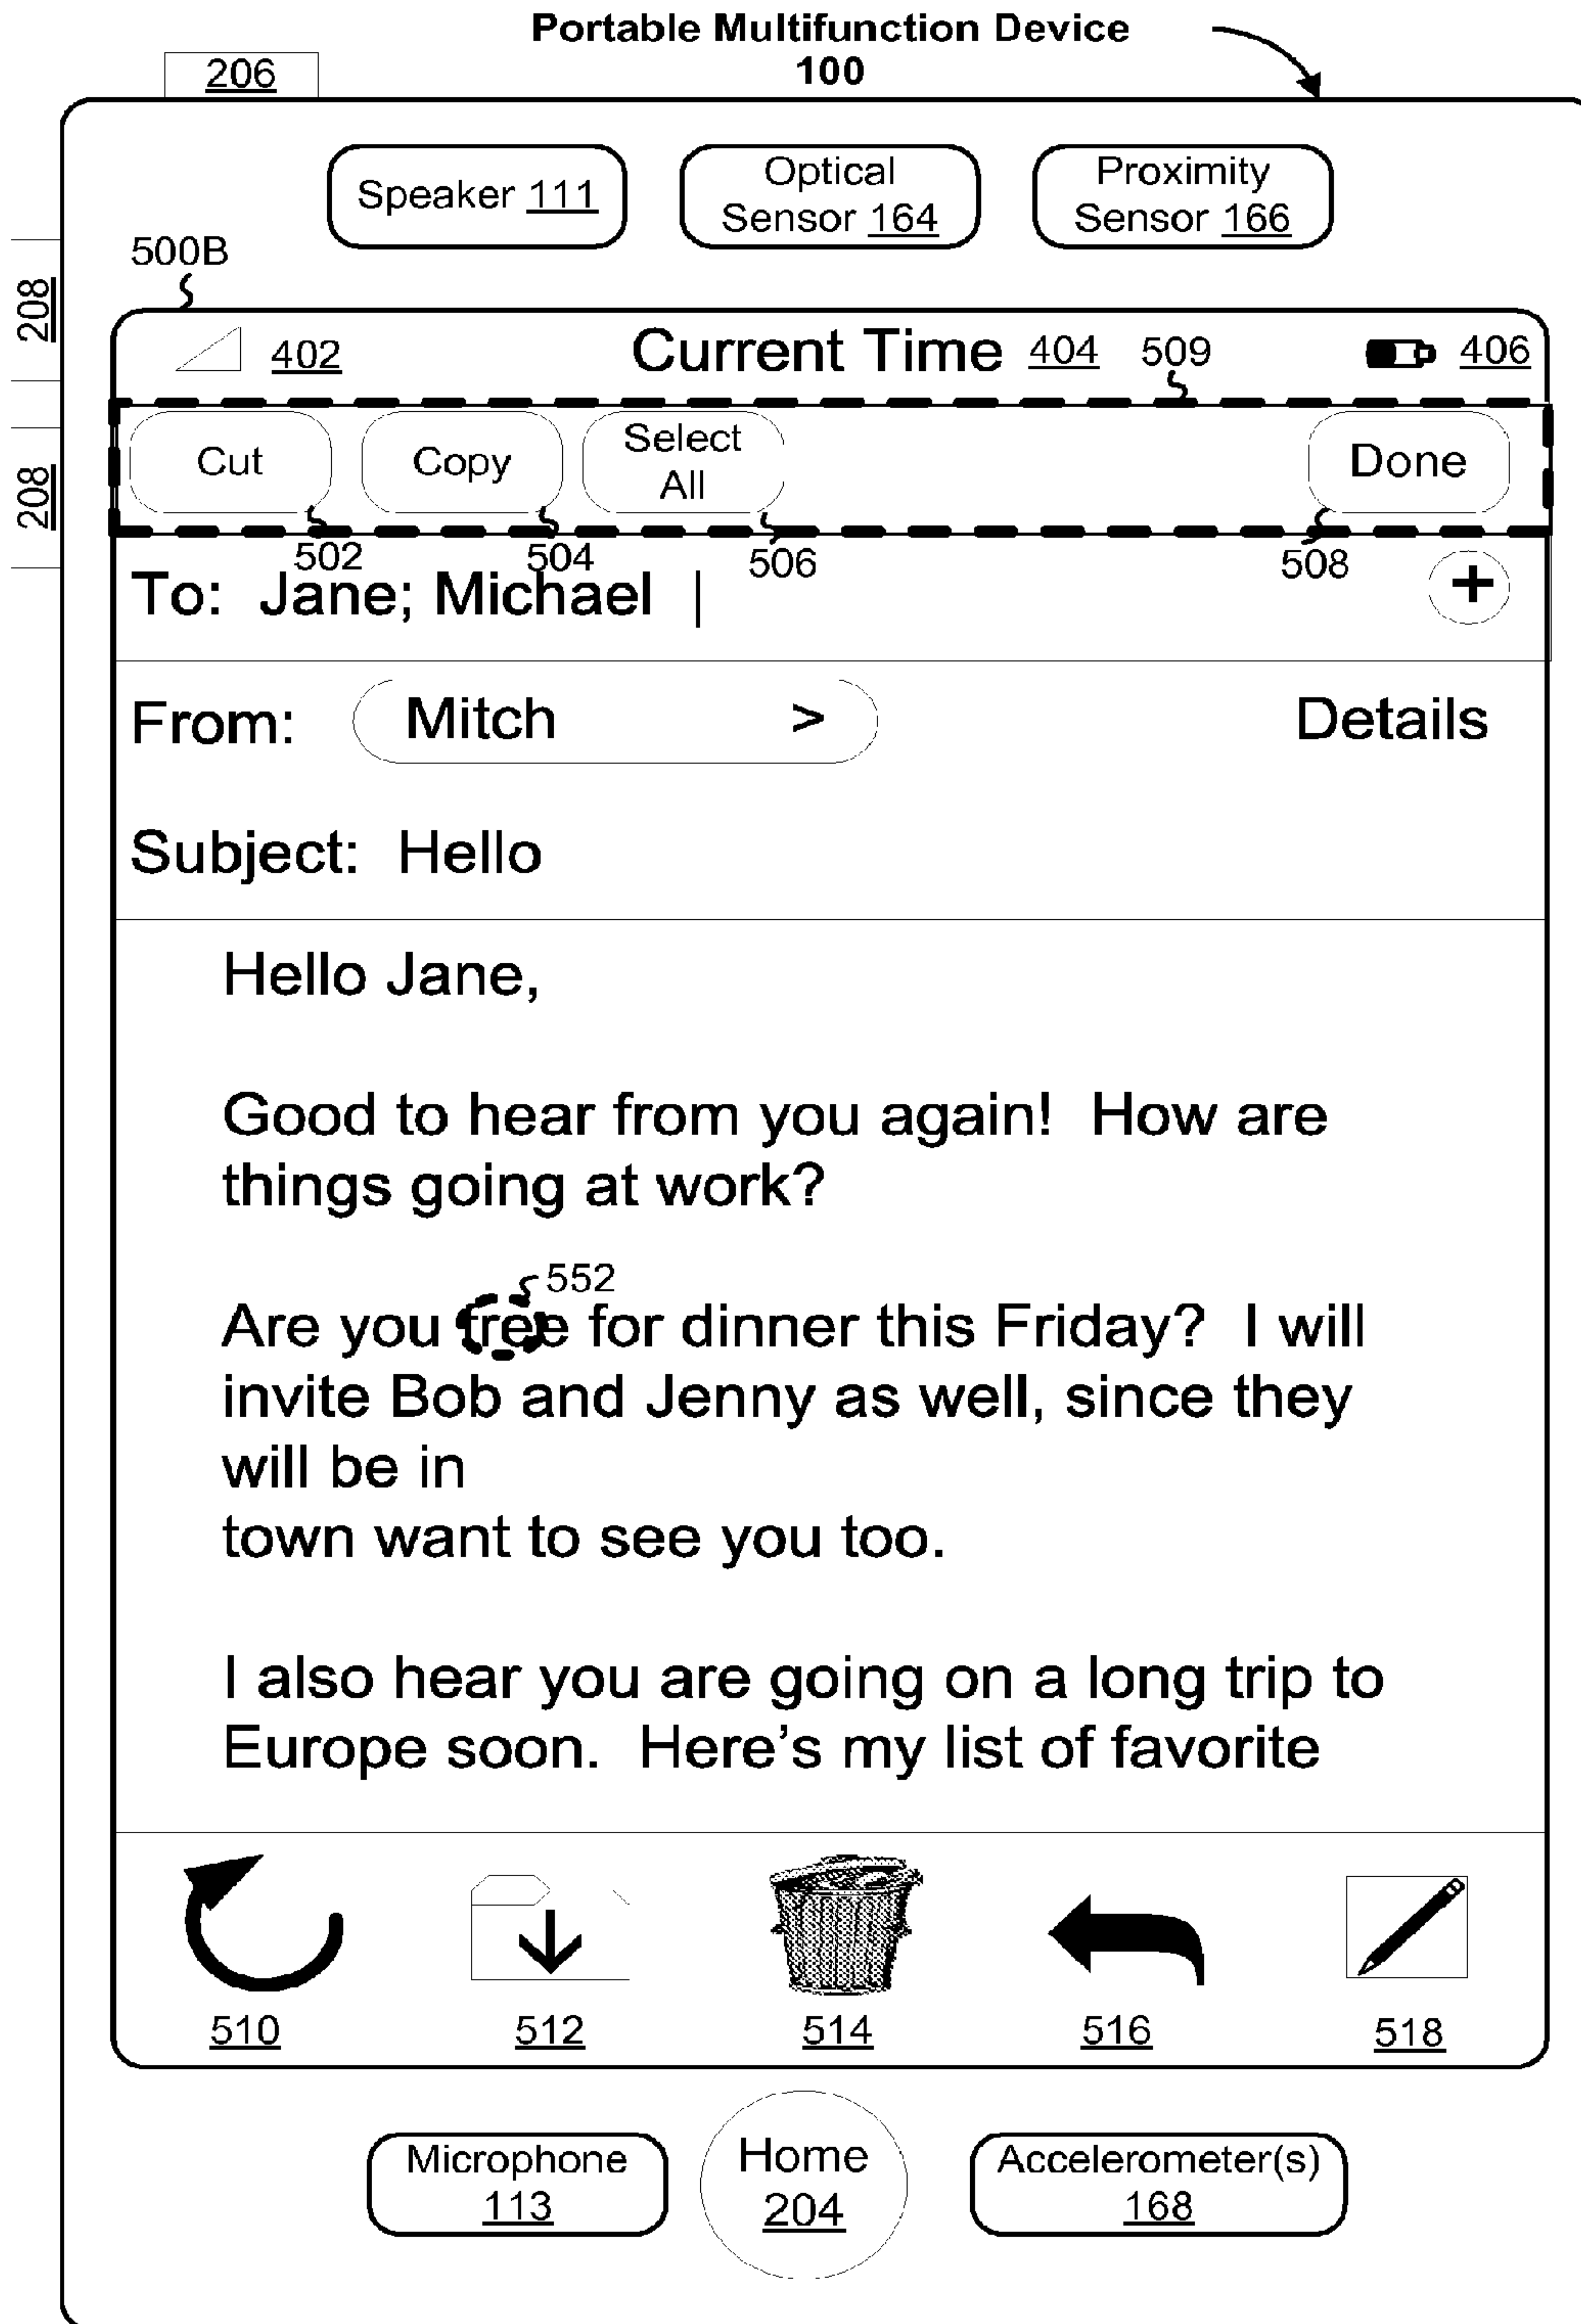 Portable Multifunction Device
100
206
Speaker 111
Optical
Sensor 164
Proximity
Sensor 166
500B
208
208
402
Current Time 404
509
406
Cut
Copy
Select
All
Done
502
504
506
508
To: Jane; Michael |
+
From: Mitch >
Details
Subject: Hello
Hello Jane,
Good to hear from you again! How are
things going at work?
552
Are you free for dinner this Friday? I will
invite Bob and Jenny as well, since they
will be in
town want to see you too.
I also hear you are going on a long trip to
Europe soon. Here's my list of favorite
510
512
514
516
518
Microphone
113
Home
204
Accelerometer(s)
168